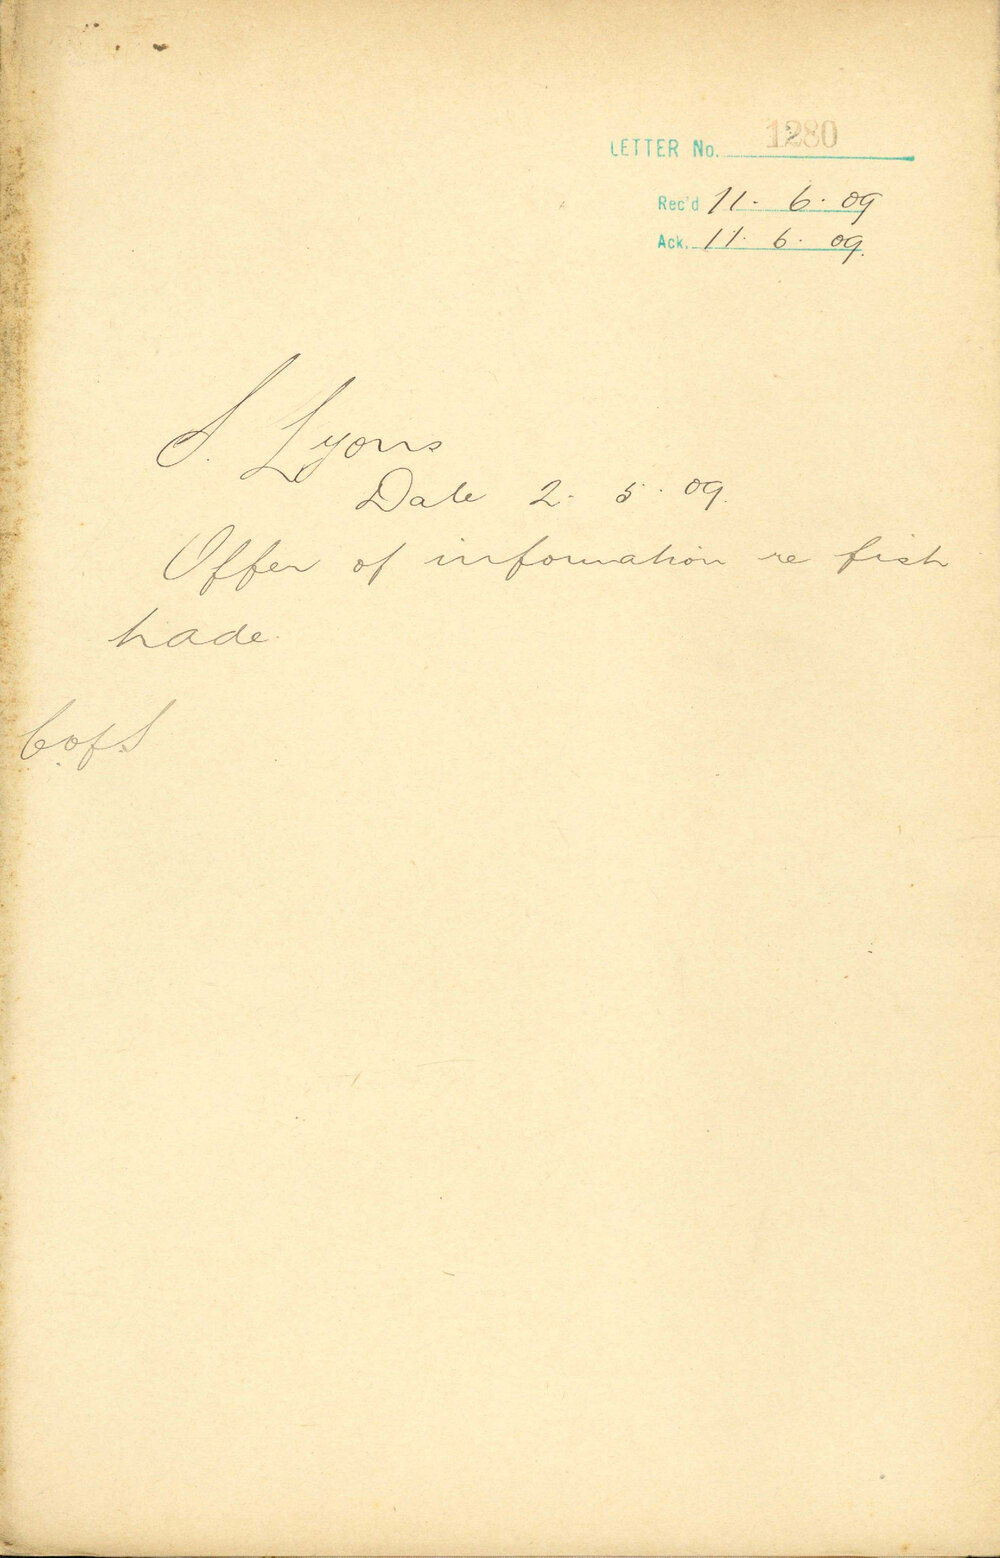 LETTER No. 1280
Rec'd 11. 6. 09
Ack. 11. 6. 09.
S. Lyons
Date 2. 5. 09.
Offer of information re fish
trade.
C of S